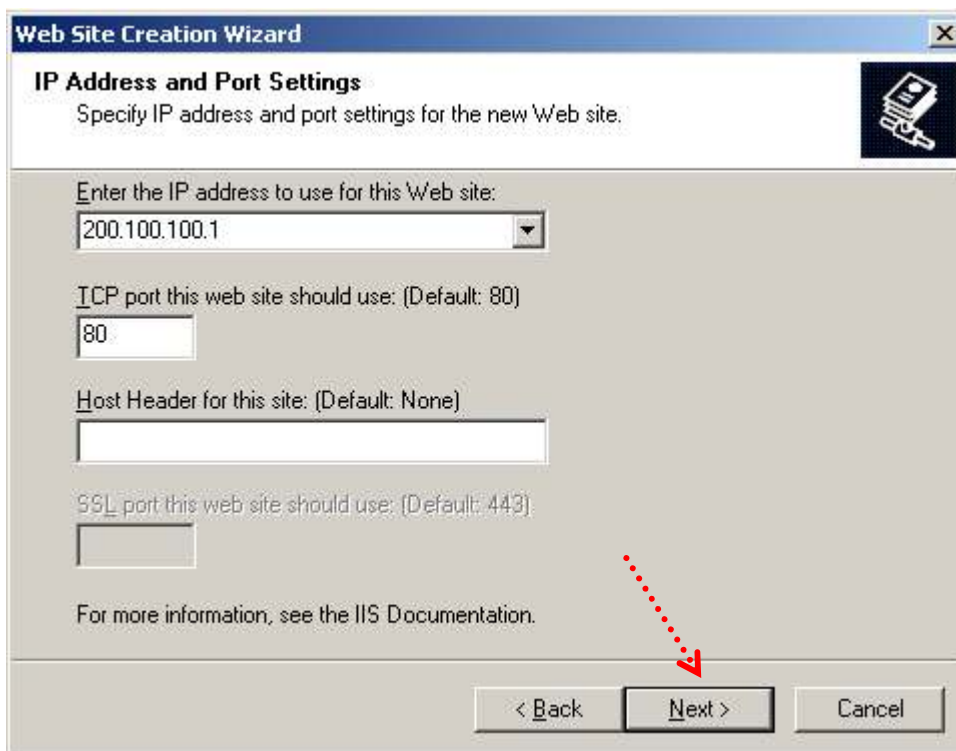 Web Site Creation Wizard
IP Address and Port Settings
Specify IP address and port settings for the new Web site.
Enter the IP address to use for this Web site:
200.100.100.1
TCP port this web site should use: (Default: 80)
80
Host Header for this site: (Default: None)
SSL port this web site should use: (Default: 443)
For more information, see the IIS Documentation.
< Back Next > Cancel